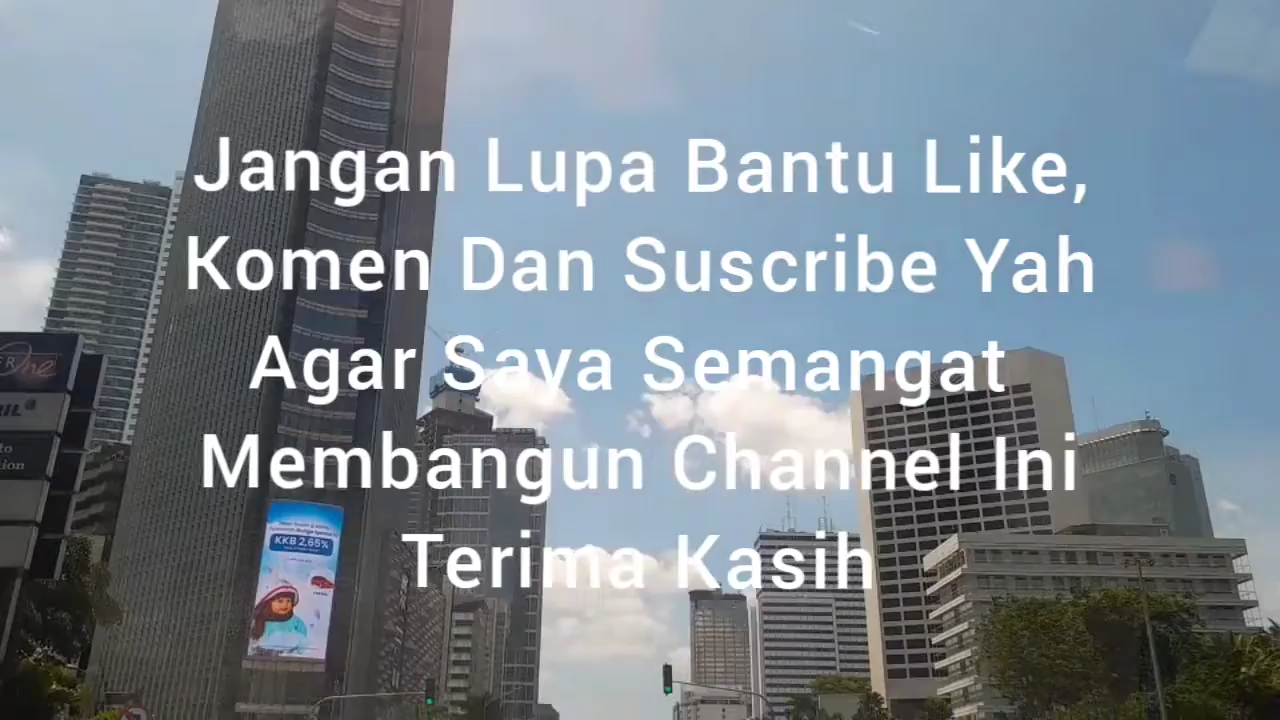 Jangan Lupa Bantu Like,
Komen Dan Suscribe Yah
Agar Saya Semangat
Membangun Channel Ini
Terima Kasih
KKB 2,65%